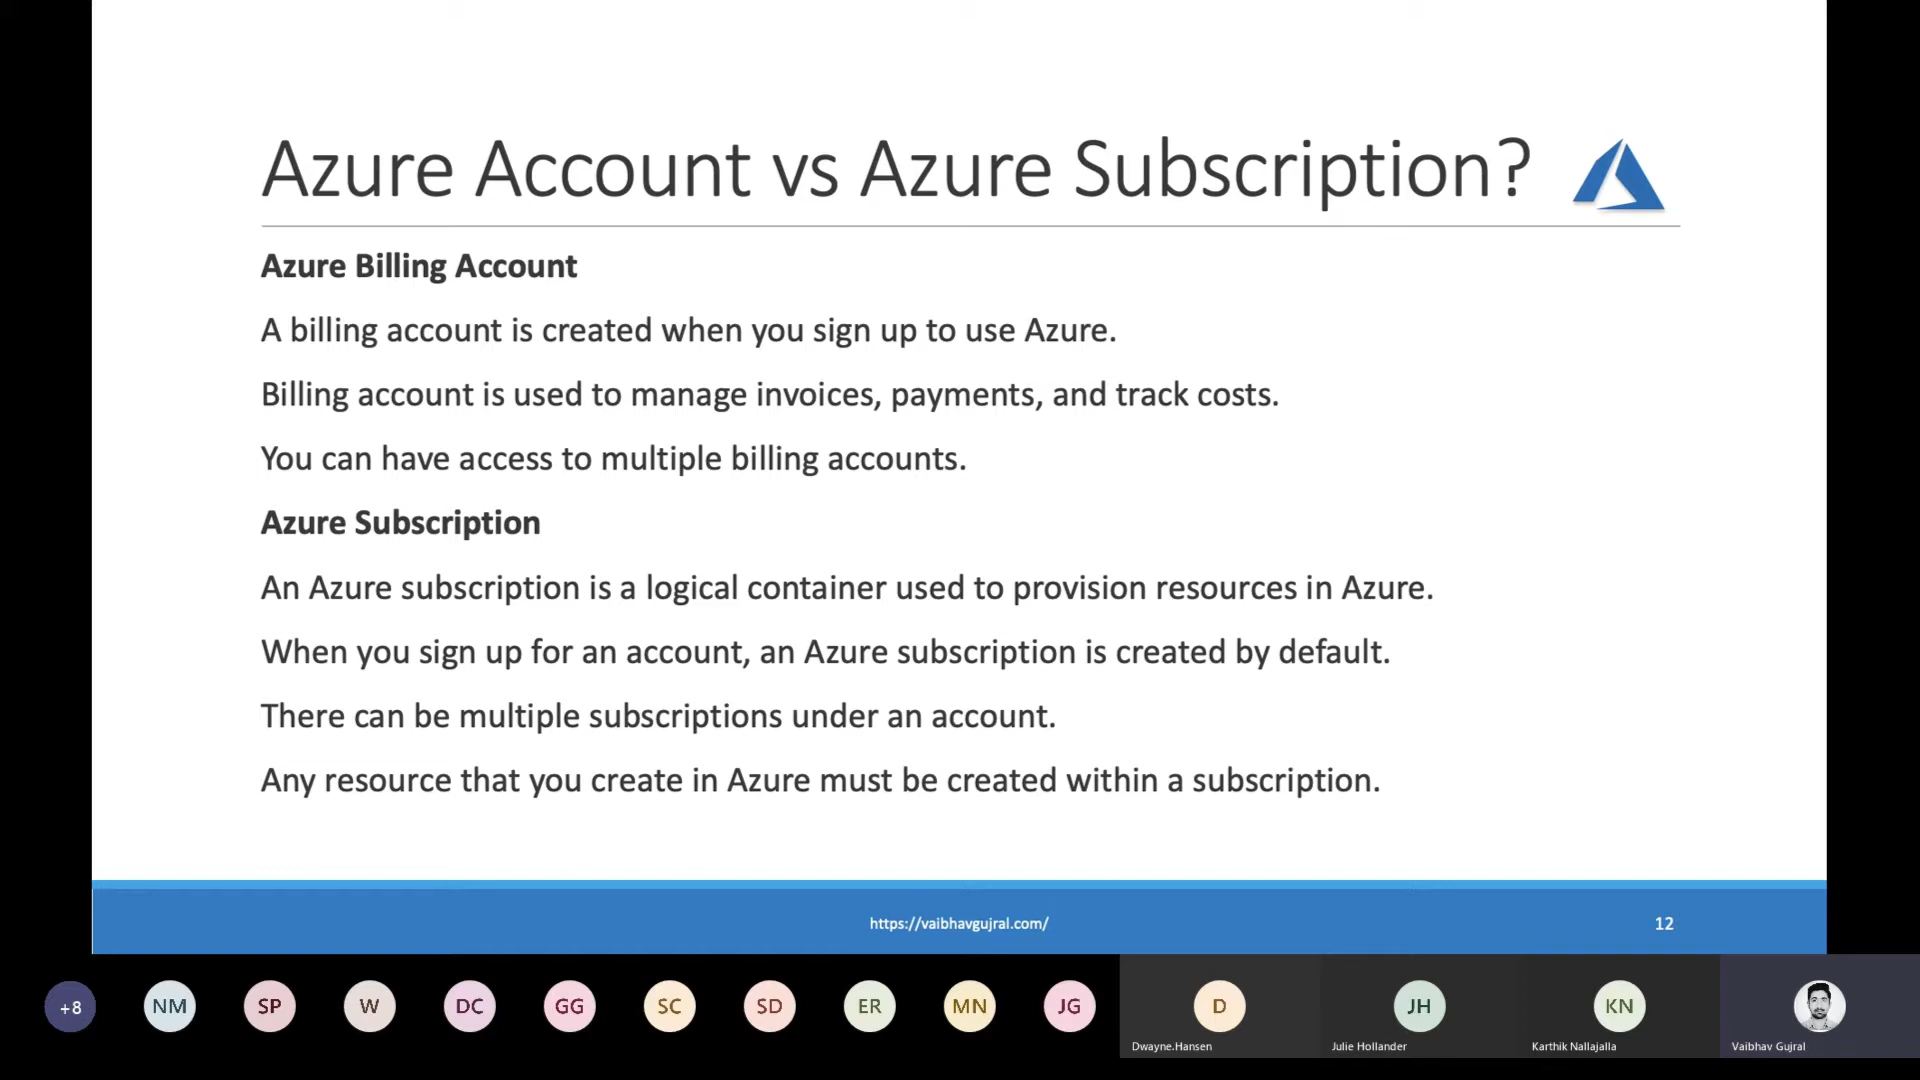 Azure Account vs Azure Subscription?
Azure Billing Account
A billing account is created when you sign up to use Azure.
Billing account is used to manage invoices, payments, and track costs.
You can have access to multiple billing accounts.
Azure Subscription
An Azure subscription is a logical container used to provision resources in Azure.
When you sign up for an account, an Azure subscription is created by default.
There can be multiple subscriptions under an account.
Any resource that you create in Azure must be created within a subscription.
https://vaibhavgujral.com/ 12
+8 NM SP W DC GG SC SD ER MN JG D JH KN
Dwayne.Hansen Julie Hollander Karthik Nallajalla Vaibhav Gujral